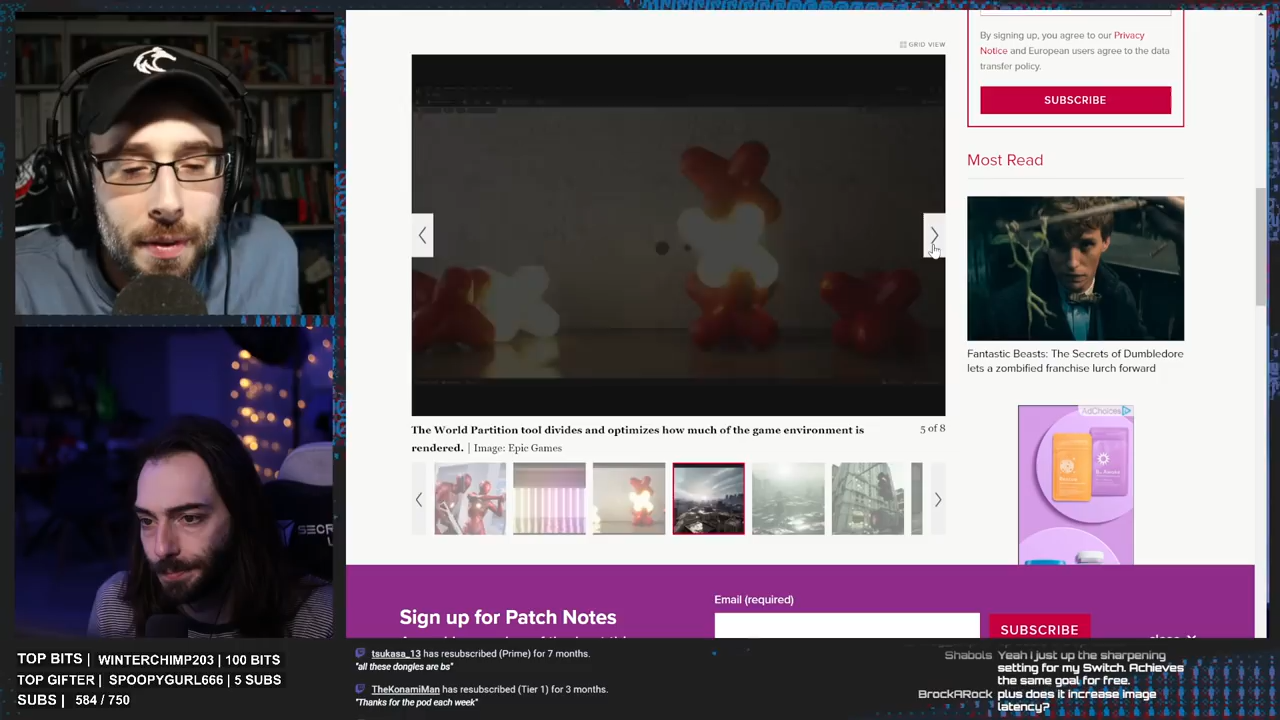 GRID VIEW
By signing up, you agree to our Privacy
Notice and European users agree to the data
transfer policy.
SUBSCRIBE
Most Read
Fantastic Beasts: The Secrets of Dumbledore
lets a zombified franchise lurch forward
AdChoices
The World Partition tool divides and optimizes how much of the game environment is
rendered. | Image: Epic Games
5 of 8
Sign up for Patch Notes
Email (required)
SUBSCRIBE
SECR
TOP BITS | WINTERCHIMP203 | 100 BITS
TOP GIFTER | SPOOPYGURL666 | 5 SUBS
SUBS | 584 / 750
tsukasa_13 has resubscribed (Prime) for 7 months.
"all these dongles are bs"
TheKonamiMan has resubscribed (Tier 1) for 3 months.
"Thanks for the pod each week"
Shabols Yeah I just up the sharpening
setting for my Switch. Achieves
the same goal for free.
BrockARock plus does it increase image
latency?